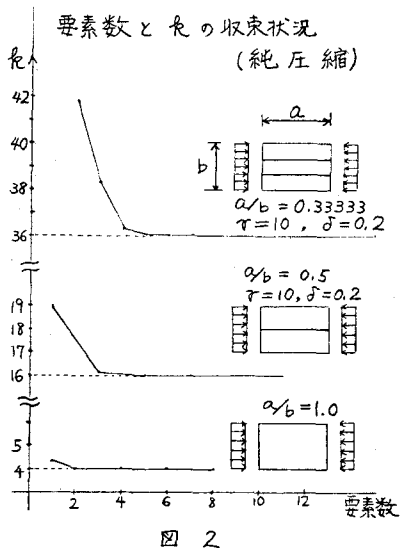 要素数と k の収束状況
(純圧縮)
k
42
40
38
36
a
b
a/b = 0.33333
γ=10 , δ=0.2
19
18
17
16
a/b = 0.5
γ=10, δ=0.2
5
4
a/b=1.0
2 4 6 8 10 12 要素数
図 2